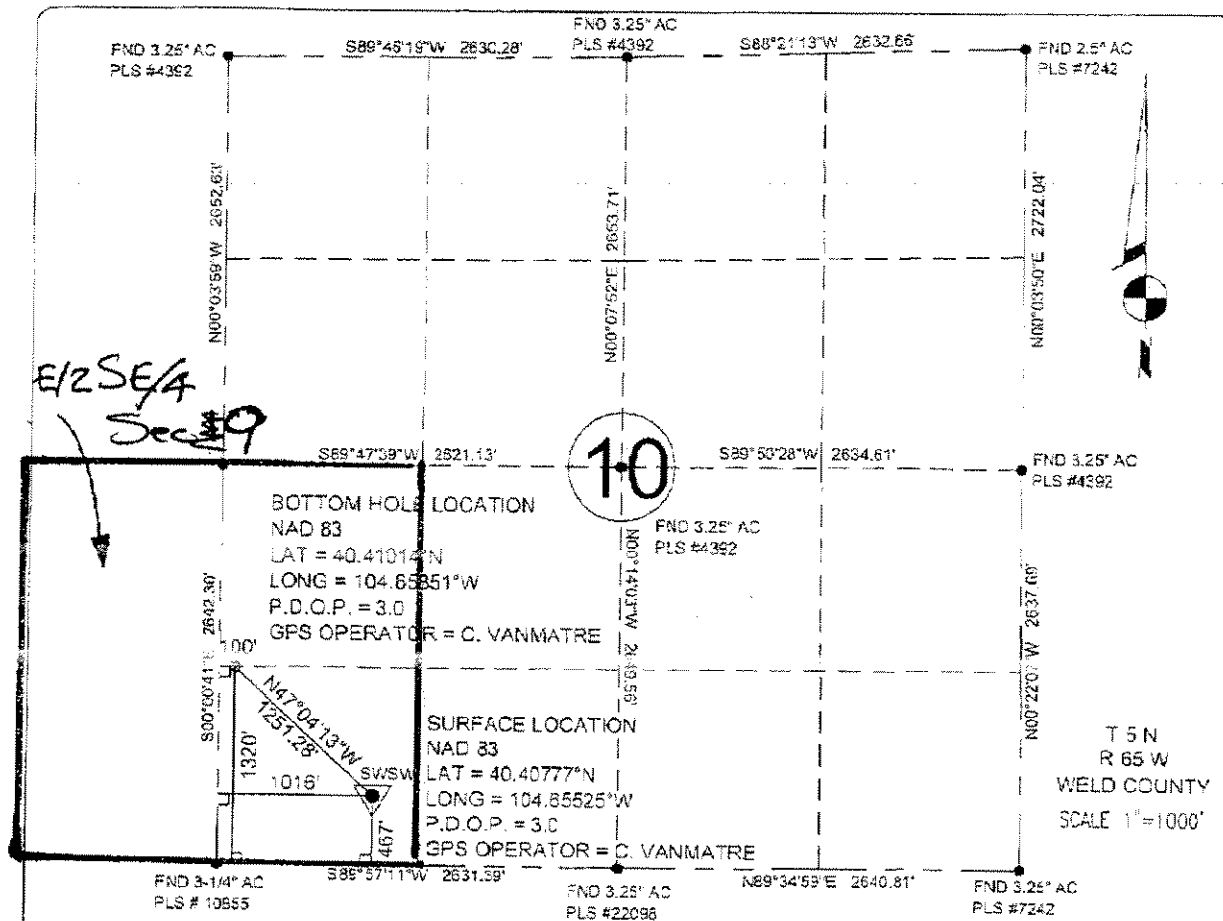 FND 3.25" AC
PLS #4392
S89°46'19"W 2630.28'
FND 3.25" AC
PLS #4392
S88°21'13"W 2632.66'
FND 2.5" AC
PLS #7242
N00°03'59"W 2652.63'
N00°07'52"E 2653.71'
N00°03'50"E 2722.04'
E/2 SE/4
Sec 9
S89°47'39"W 2621.13'
10
S89°50'28"W 2634.61'
FND 3.25" AC
PLS #4392
FND 3.25" AC
PLS #4392
BOTTOM HOLE LOCATION
NAD 83
LAT = 40.41014°N
LONG = 104.65851°W
P.D.O.P. = 3.0
GPS OPERATOR = C. VANMATRE
S00°00'41"E 2642.30'
N00°14'03"W
N00°22'07"W 2637.69'
100'
N47°04'13"W
1251.28'
1320'
1016'
SWSW
467'
SURFACE LOCATION
NAD 83
LAT = 40.40777°N
LONG = 104.65525°W
P.D.O.P. = 3.0
GPS OPERATOR = C. VANMATRE
T 5 N
R 65 W
WELD COUNTY
SCALE 1"=1000'
FND 3-1/4" AC
PLS # 10855
S89°57'11"W 2631.39'
FND 3.25" AC
PLS #22098
N89°34'59"E 2640.81'
FND 3.25" AC
PLS #7242